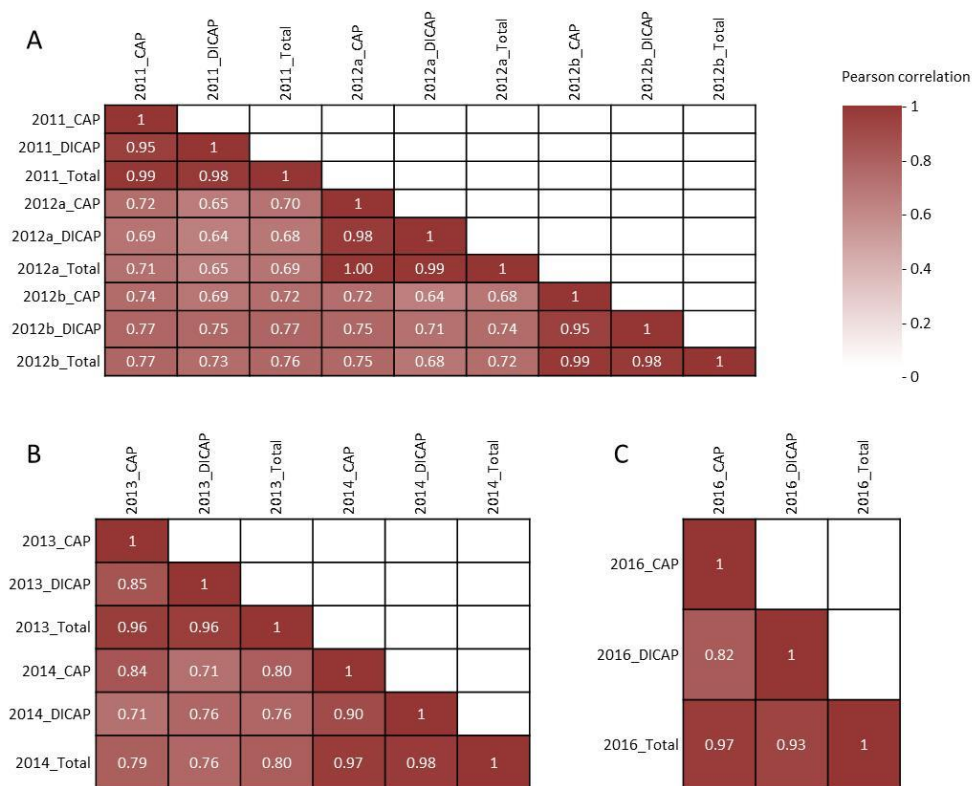 A
2011_CAP 2011_DICAP 2011_Total 2012a_CAP 2012a_DICAP 2012a_Total 2012b_CAP 2012b_DICAP 2012b_Total
Pearson correlation
2011_CAP 1
2011_DICAP 0.95 1
2011_Total 0.99 0.98 1
2012a_CAP 0.72 0.65 0.70 1
2012a_DICAP 0.69 0.64 0.68 0.98 1
2012a_Total 0.71 0.65 0.69 1.00 0.99 1
2012b_CAP 0.74 0.69 0.72 0.72 0.64 0.68 1
2012b_DICAP 0.77 0.75 0.77 0.75 0.71 0.74 0.95 1
2012b_Total 0.77 0.73 0.76 0.75 0.68 0.72 0.99 0.98 1
1
0.8
0.6
0.4
0.2
0
B
2013_CAP 2013_DICAP 2013_Total 2014_CAP 2014_DICAP 2014_Total
2013_CAP 1
2013_DICAP 0.85 1
2013_Total 0.96 0.96 1
2014_CAP 0.84 0.71 0.80 1
2014_DICAP 0.71 0.76 0.76 0.90 1
2014_Total 0.79 0.76 0.80 0.97 0.98 1
C
2016_CAP 2016_DICAP 2016_Total
2016_CAP 1
2016_DICAP 0.82 1
2016_Total 0.97 0.93 1